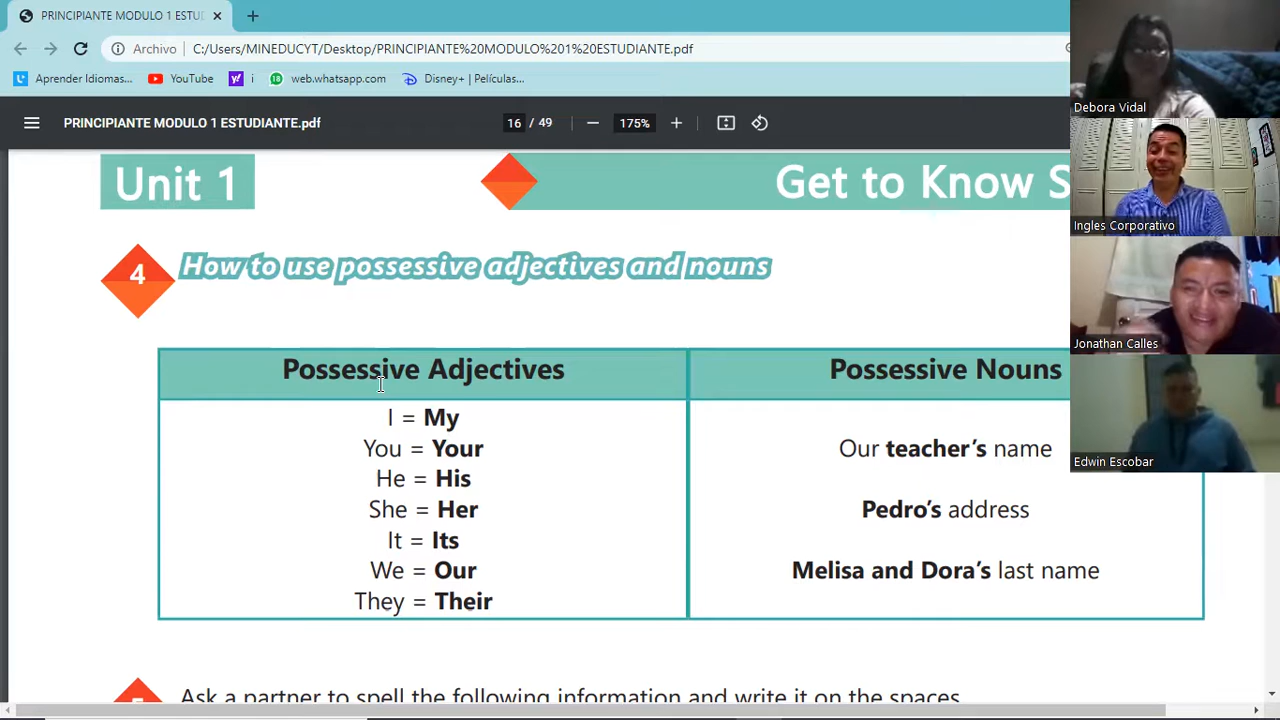 PRINCIPIANTE MODULO 1 ESTU
Archivo
C:/Users/MINEDUCYT/Desktop/PRINCIPIANTE%20MODULO%201%20ESTUDIANTE.pdf
Aprender Idiomas...
YouTube
i
web.whatsapp.com
Disney+ | Películas...
PRINCIPIANTE MODULO 1 ESTUDIANTE.pdf
16 / 49
175%
Unit 1
Get to Know S
4
How to use possessive adjectives and nouns
Possessive Adjectives
Possessive Nouns
I = My
You = Your
He = His
She = Her
It = Its
We = Our
They = Their
Our teacher's name
Pedro's address
Melisa and Dora's last name
Ask a partner to spell the following information and write it on the spaces
Debora Vidal
Ingles Corporativo
Jonathan Calles
Edwin Escobar